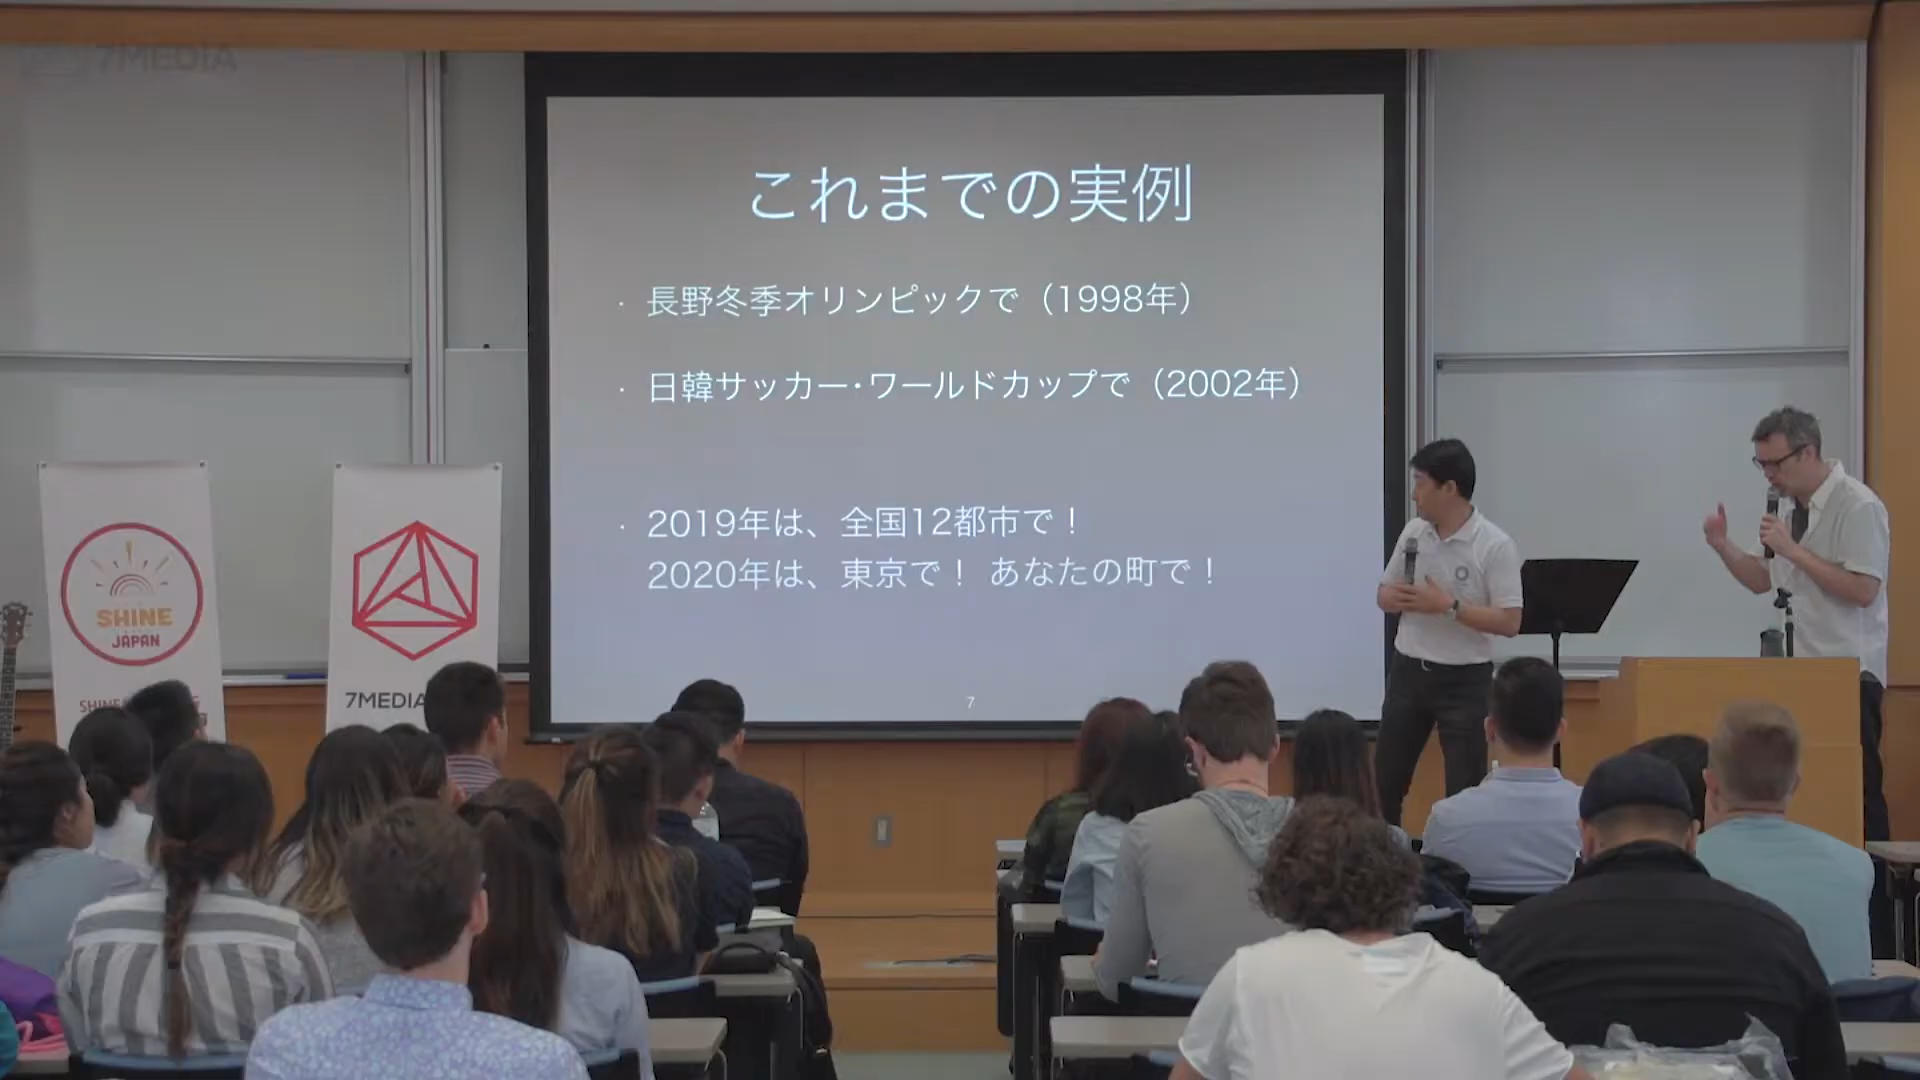 7MEDIA
これまでの実例
・長野冬季オリンピックで（1998年）
・日韓サッカー・ワールドカップで（2002年）
・2019年は、全国12都市で！
2020年は、東京で！ あなたの町で！
7
SHINE
JAPAN
7MEDIA